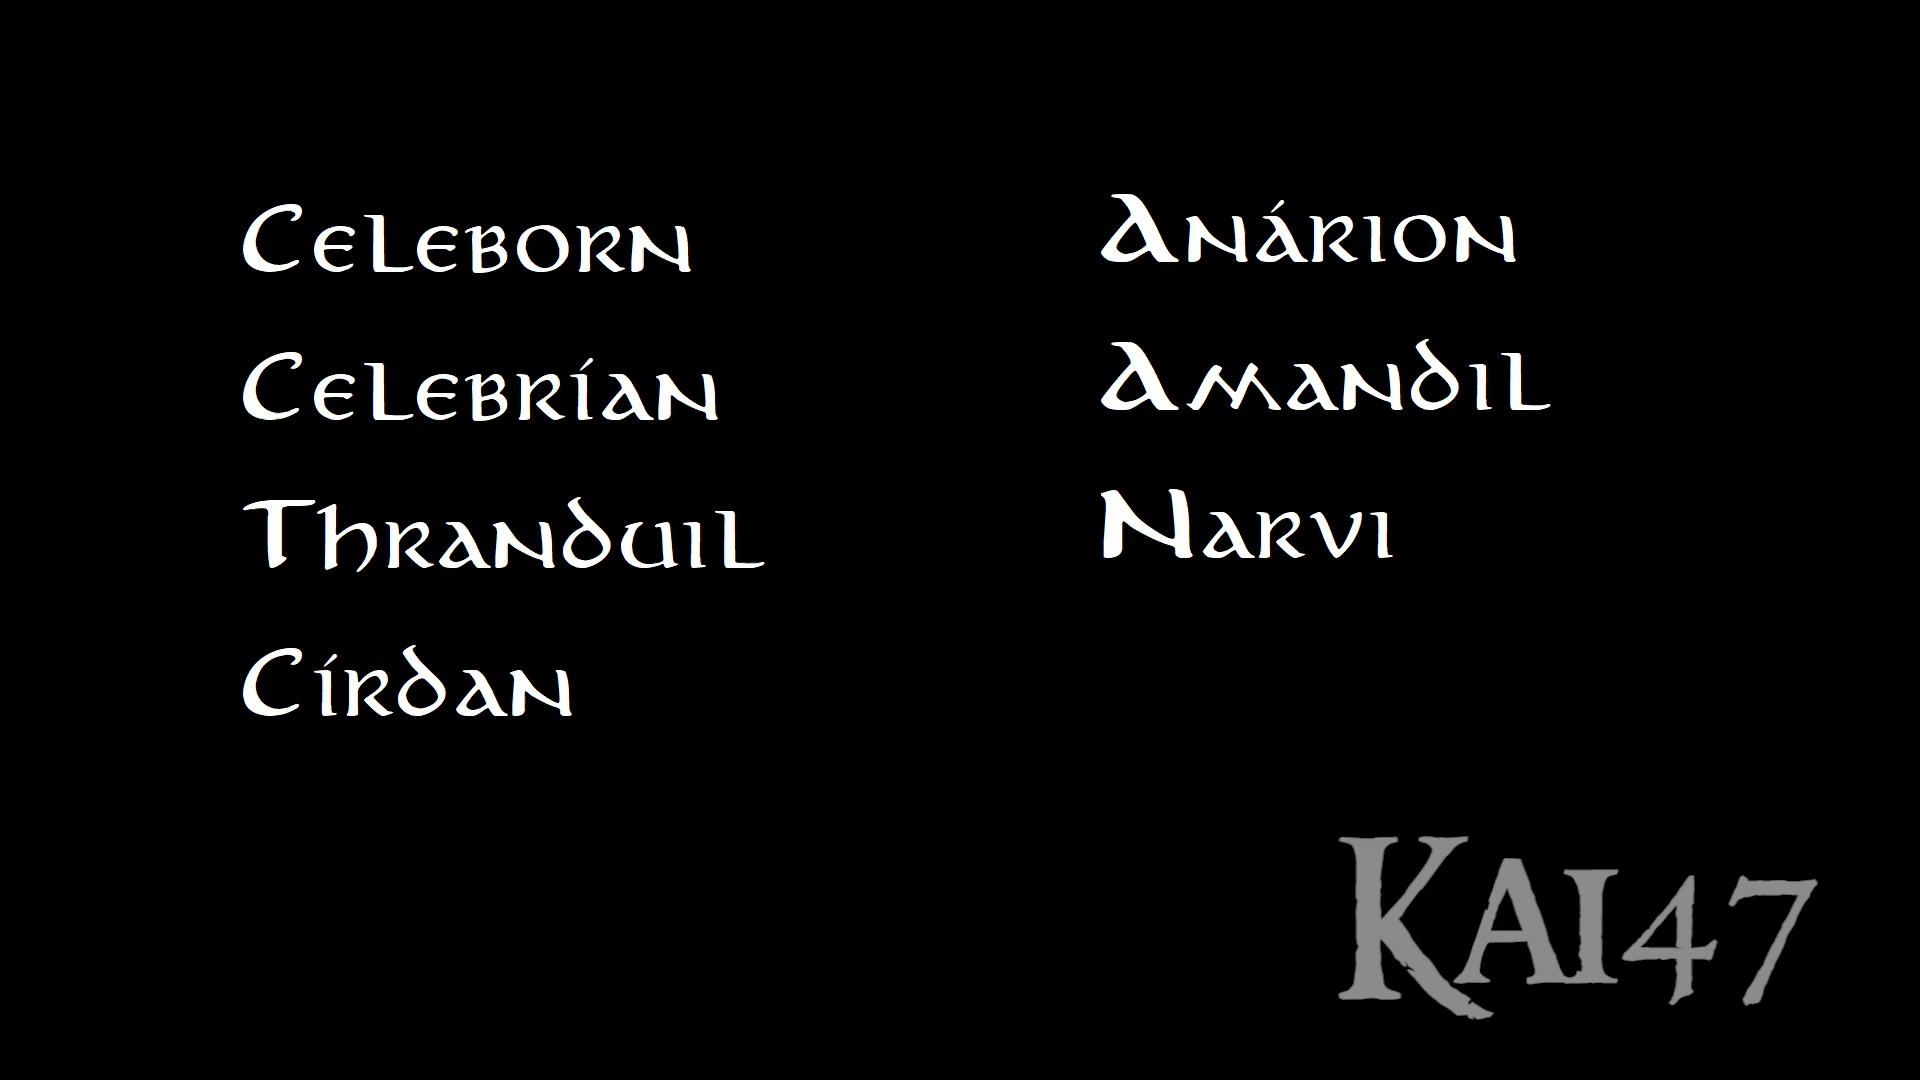 Celeborn
Celebrían
Thranduil
Círdan
Anárion
Amandil
Narvi
Kai47